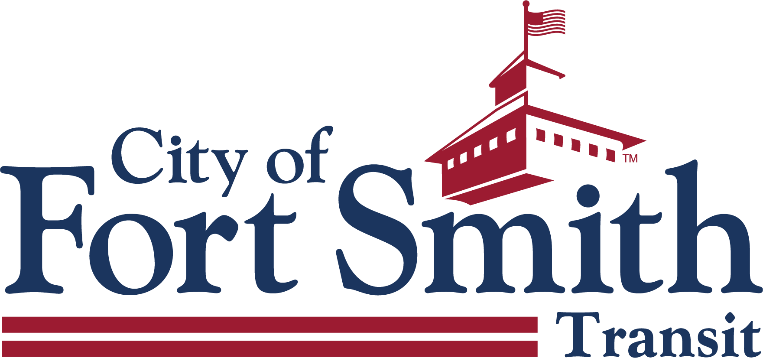 City of
Fort Smith
TM
Transit